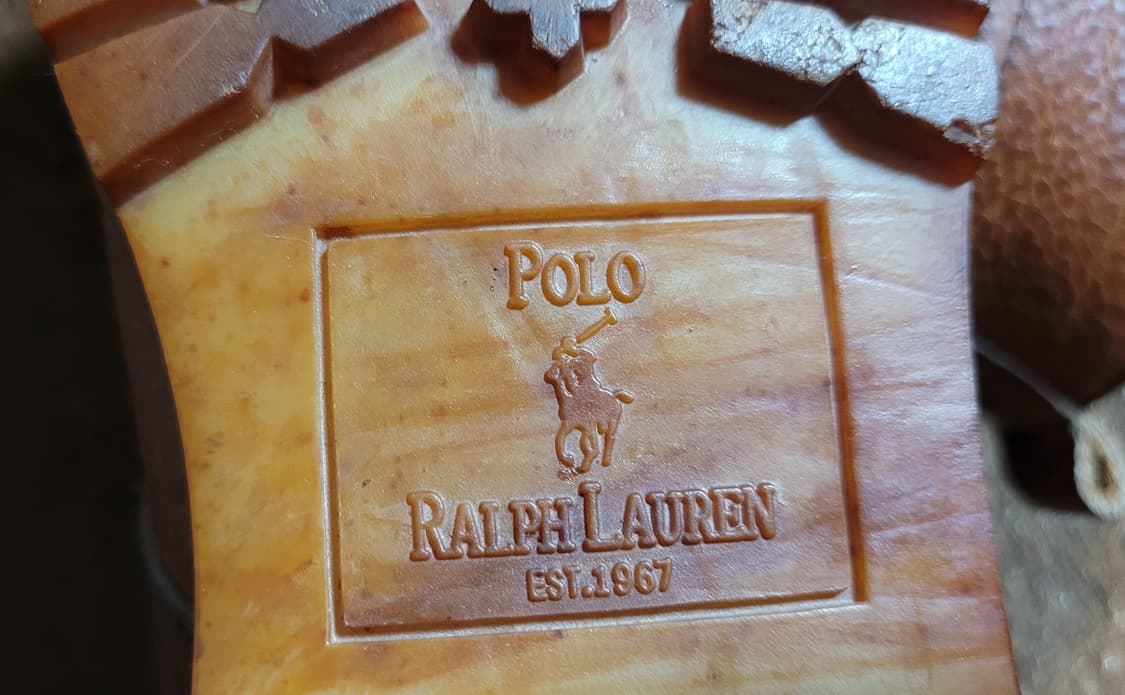 POLO
RALPH LAUREN
EST.1967